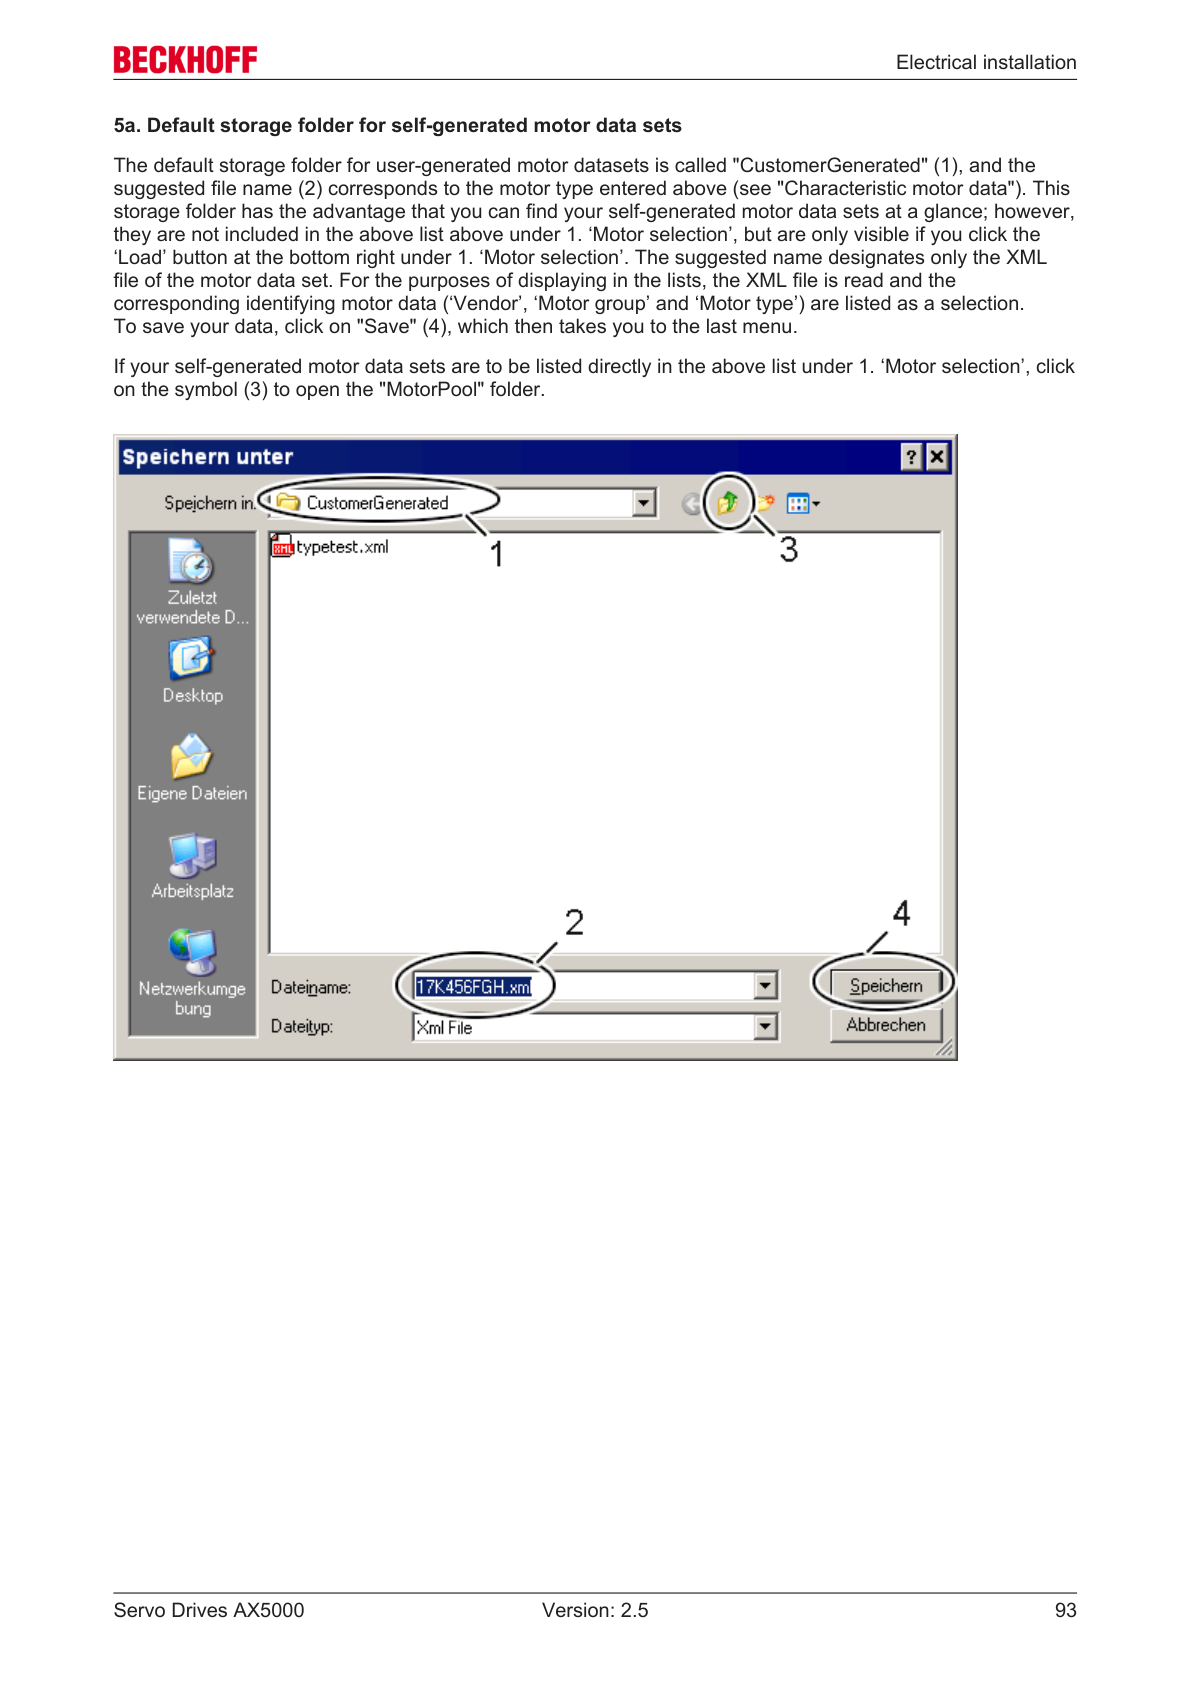 BECKHOFF
Electrical installation
5a. Default storage folder for self-generated motor data sets
The default storage folder for user-generated motor datasets is called "CustomerGenerated" (1), and the
suggested file name (2) corresponds to the motor type entered above (see "Characteristic motor data"). This
storage folder has the advantage that you can find your self-generated motor data sets at a glance; however,
they are not included in the above list above under 1. ‘Motor selection’, but are only visible if you click the
‘Load’ button at the bottom right under 1. ‘Motor selection’. The suggested name designates only the XML
file of the motor data set. For the purposes of displaying in the lists, the XML file is read and the
corresponding identifying motor data (‘Vendor’, ‘Motor group’ and ‘Motor type’) are listed as a selection.
To save your data, click on "Save" (4), which then takes you to the last menu.
If your self-generated motor data sets are to be listed directly in the above list under 1. ‘Motor selection’, click
on the symbol (3) to open the "MotorPool" folder.
Speichern unter
Speichern in:
CustomerGenerated
1
3
XML
typetest.xml
Zuletzt
verwendete D...
Desktop
Eigene Dateien
Arbeitsplatz
Netzwerkumge
bung
2
4
Dateiname:
17K456FGH.xml
Speichern
Dateityp:
Xml File
Abbrechen
Servo Drives AX5000
Version: 2.5
93